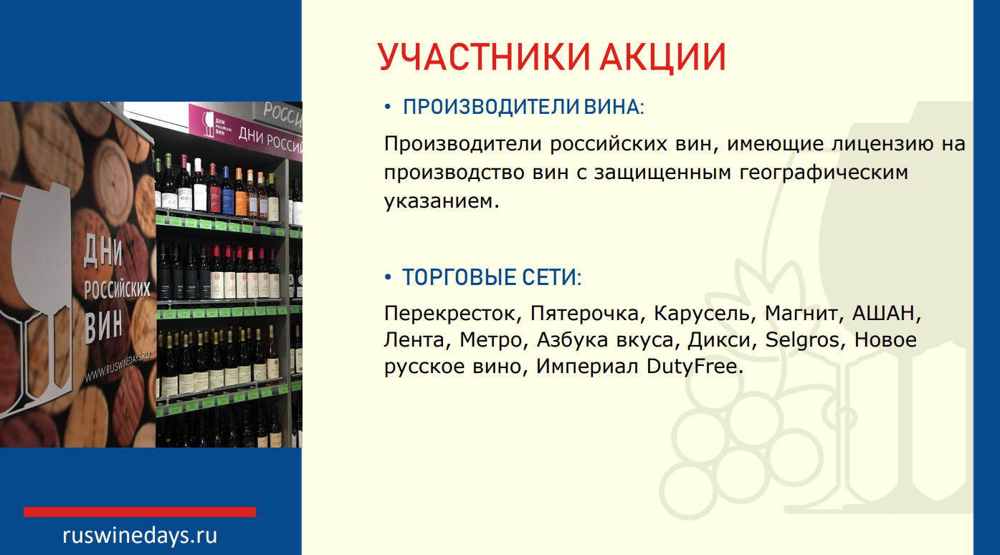 УЧАСТНИКИ АКЦИИ
• ПРОИЗВОДИТЕЛИ ВИНА:
Производители российских вин, имеющие лицензию на
производство вин с защищенным географическим
указанием.
• ТОРГОВЫЕ СЕТИ:
Перекресток, Пятерочка, Карусель, Магнит, АШАН,
Лента, Метро, Азбука вкуса, Дикси, Selgros, Новое
русское вино, Империал DutyFree.
РОССИ
ДНИ
РОССИЙСКИХ
ВИН
ДНИ РОССИЙ
ДНИ
РОССИЙСКИХ
ВИН
WWW.RUSWINEDAYS.RU
ruswinedays.ru